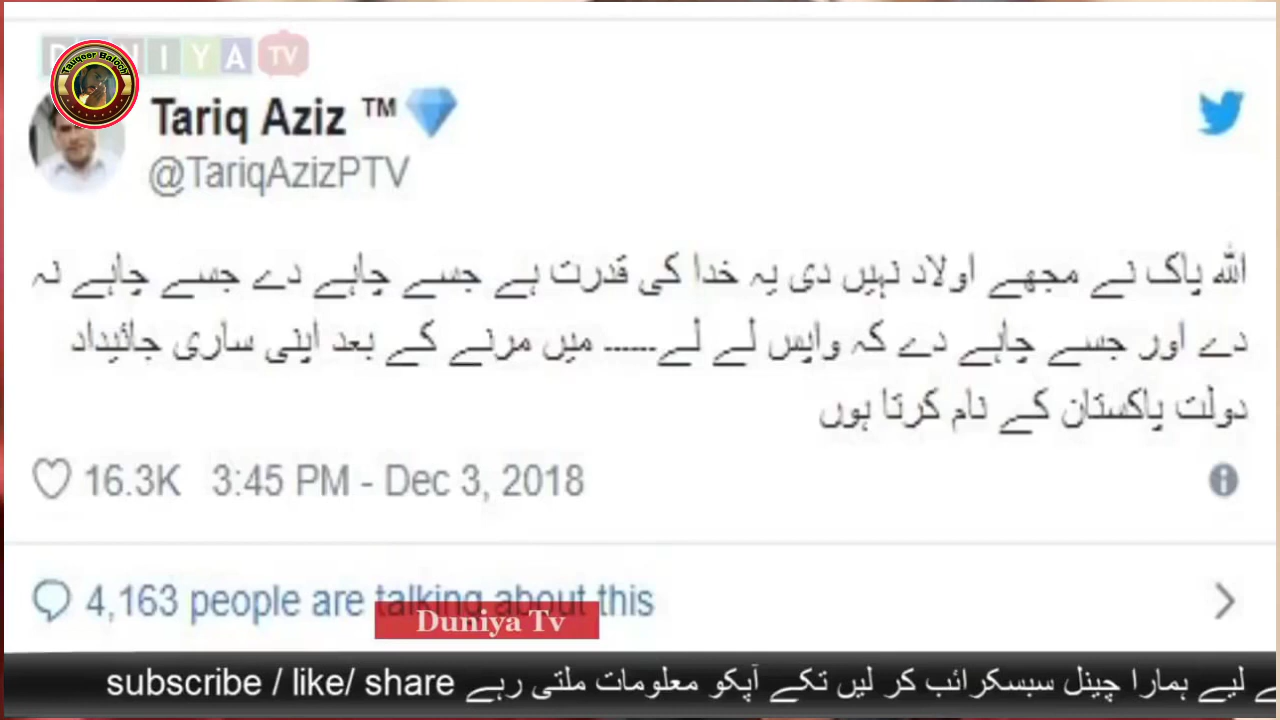 DUNIYA TV
Tauqeer Baloch
Tariq Aziz ™
@TariqAzizPTV
الله پاک نے مجھے اولاد نہیں دی یہ خدا کی قدرت ہے جسے چاہے دے جسے چاہے نہ
دے اور جسے چاہے دے کہ واپس لے لے...... میں مرنے کے بعد اپنی ساری جائیداد
دولت پاکستان کے نام کرتا ہوں
16.3K 3:45 PM - Dec 3, 2018
4,163 people are talking about this
Duniya Tv
لیے ہمارا چینل سبسکرائب کر لیں تکے آپکو معلومات ملتی رہے subscribe / like/ share